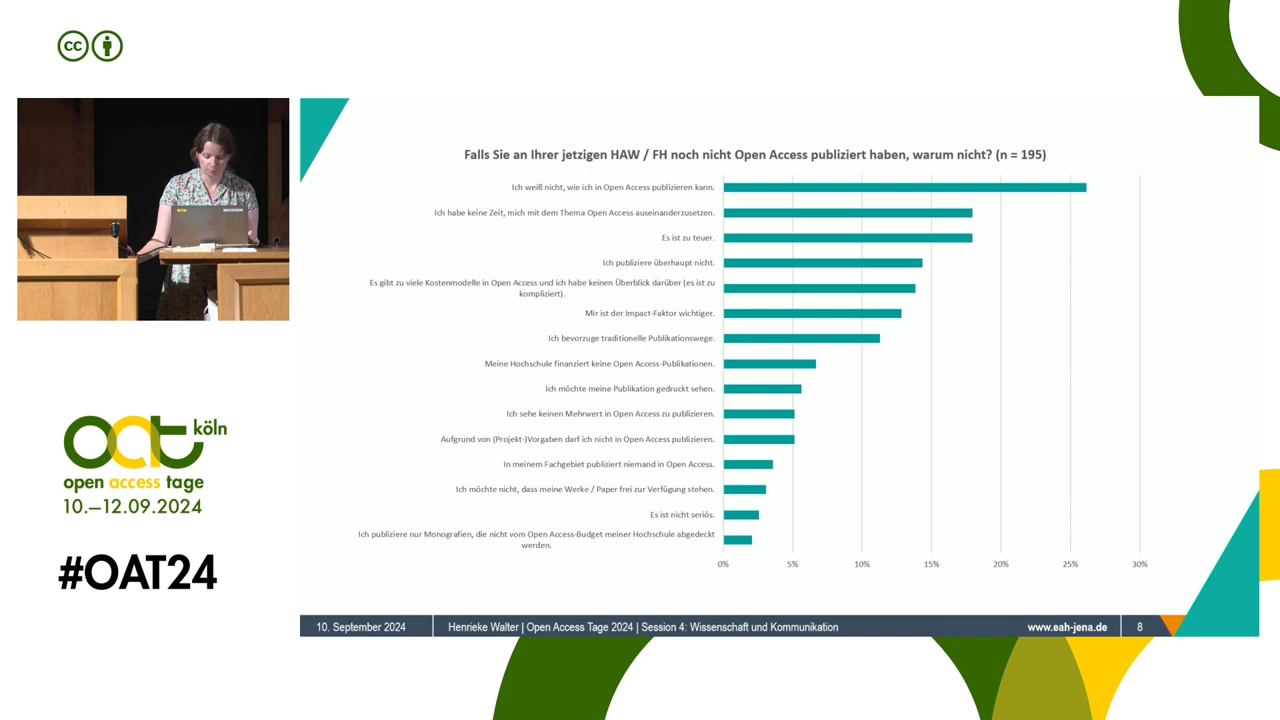 cc
Falls Sie an Ihrer jetzigen HAW / FH noch nicht Open Access publiziert haben, warum nicht? (n = 195)
Ich weiß nicht, wie ich in Open Access publizieren kann.
Ich habe keine Zeit, mich mit dem Thema Open Access auseinanderzusetzen.
Es ist zu teuer.
Ich publiziere überhaupt nicht.
Es gibt zu viele Kostenmodelle in Open Access und ich habe keinen Überblick darüber (es ist zu
kompliziert).
Mir ist der Impact-Faktor wichtiger.
Ich bevorzuge traditionelle Publikationswege.
Meine Hochschule finanziert keine Open Access-Publikationen.
Ich möchte meine Publikation gedruckt sehen.
Ich sehe keinen Mehrwert in Open Access zu publizieren.
Aufgrund von (Projekt-)Vorgaben darf ich nicht in Open Access publizieren.
In meinem Fachgebiet publiziert niemand in Open Access.
Ich möchte nicht, dass meine Werke / Paper frei zur Verfügung stehen.
Es ist nicht seriös.
Ich publiziere nur Monografien, die nicht vom Open Access-Budget meiner Hochschule abgedeckt
werden.
0% 5% 10% 15% 20% 25% 30%
10. September 2024 Henrieke Walter | Open Access Tage 2024 | Session 4: Wissenschaft und Kommunikation www.eah-jena.de 8
oat köln
open access tage
10.–12.09.2024
#OAT24